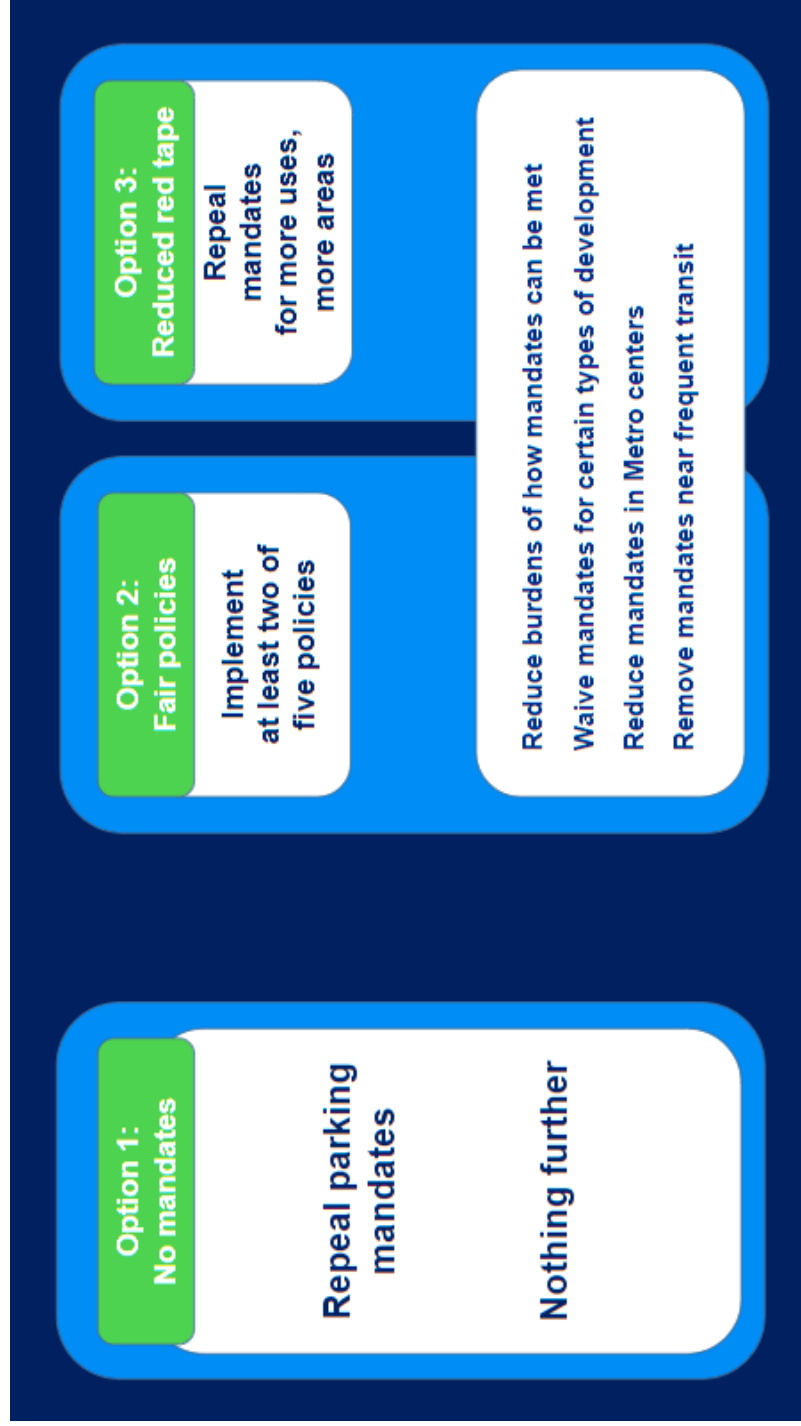 Option 1:
No mandates
Repeal parking
mandates
Nothing further
Option 2:
Fair policies
Implement
at least two of
five policies
Option 3:
Reduced red tape
Repeal
mandates
for more uses,
more areas
Reduce burdens of how mandates can be met
Waive mandates for certain types of development
Reduce mandates in Metro centers
Remove mandates near frequent transit